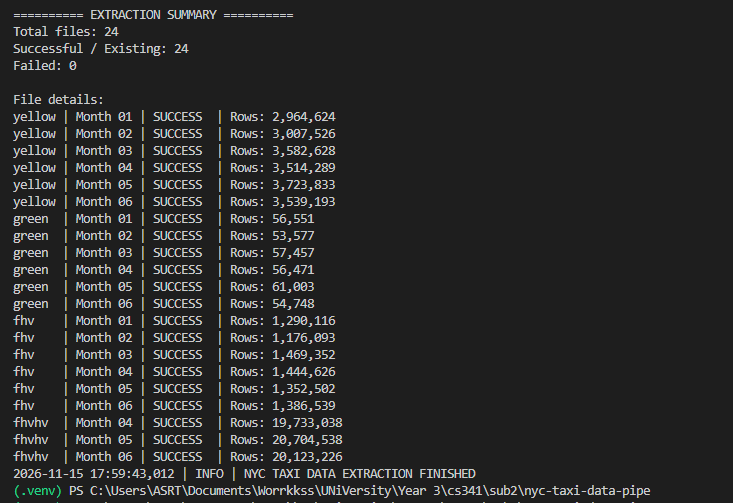 ========== EXTRACTION SUMMARY ==========
Total files: 24
Successful / Existing: 24
Failed: 0
File details:
yellow | Month 01 | SUCCESS  | Rows: 2,964,624
yellow | Month 02 | SUCCESS  | Rows: 3,007,526
yellow | Month 03 | SUCCESS  | Rows: 3,582,628
yellow | Month 04 | SUCCESS  | Rows: 3,514,289
yellow | Month 05 | SUCCESS  | Rows: 3,723,833
yellow | Month 06 | SUCCESS  | Rows: 3,539,193
green  | Month 01 | SUCCESS  | Rows: 56,551
green  | Month 02 | SUCCESS  | Rows: 53,577
green  | Month 03 | SUCCESS  | Rows: 57,457
green  | Month 04 | SUCCESS  | Rows: 56,471
green  | Month 05 | SUCCESS  | Rows: 61,003
green  | Month 06 | SUCCESS  | Rows: 54,748
fhv    | Month 01 | SUCCESS  | Rows: 1,290,116
fhv    | Month 02 | SUCCESS  | Rows: 1,176,093
fhv    | Month 03 | SUCCESS  | Rows: 1,469,352
fhv    | Month 04 | SUCCESS  | Rows: 1,444,626
fhv    | Month 05 | SUCCESS  | Rows: 1,352,502
fhv    | Month 06 | SUCCESS  | Rows: 1,386,539
fhvhv  | Month 04 | SUCCESS  | Rows: 19,733,038
fhvhv  | Month 05 | SUCCESS  | Rows: 20,704,538
fhvhv  | Month 06 | SUCCESS  | Rows: 20,123,226
2026-11-15 17:59:43,012 | INFO | NYC TAXI DATA EXTRACTION FINISHED
(.venv) PS C:\Users\ASRT\Documents\Worrkkss\UNiVersity\Year 3\cs341\sub2\nyc-taxi-data-pipe